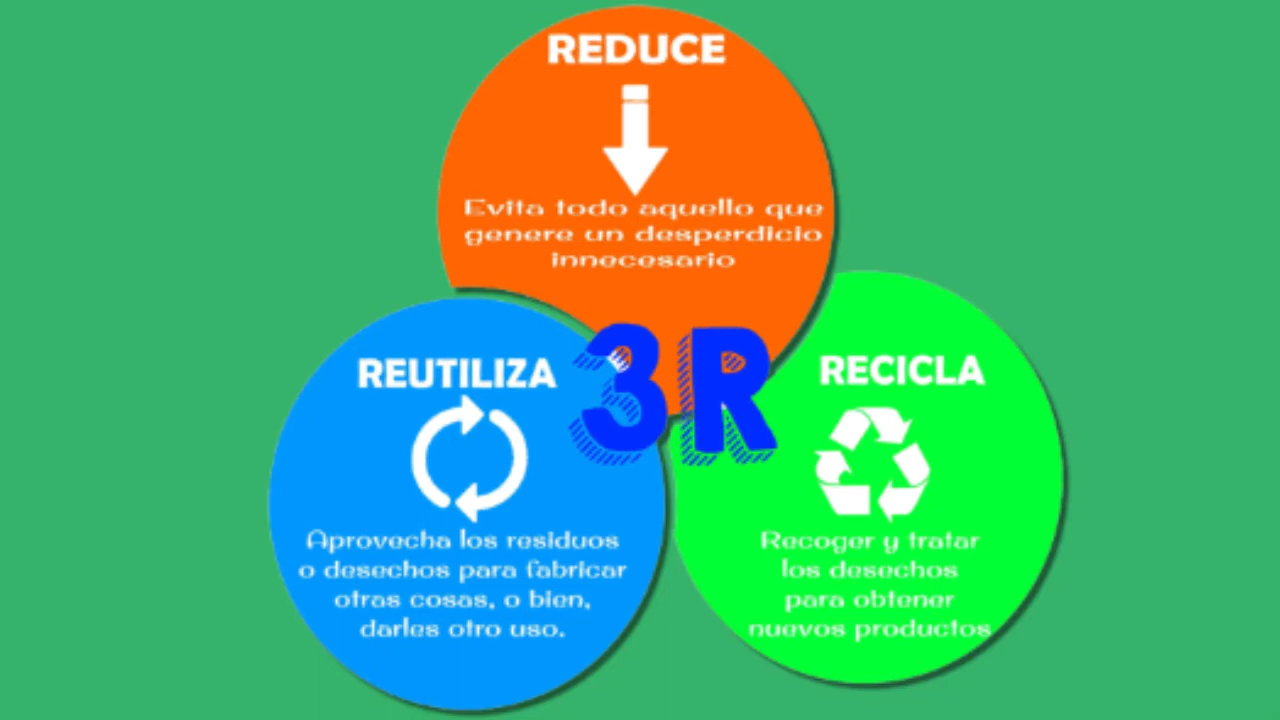 REDUCE
Evita todo aquello que
genere un desperdicio
innecesario
3R
REUTILIZA
Aprovecha los residuos
o desechos para fabricar
otras cosas, o bien,
darles otro uso.
RECICLA
Recoger y tratar
los desechos
para obtener
nuevos productos